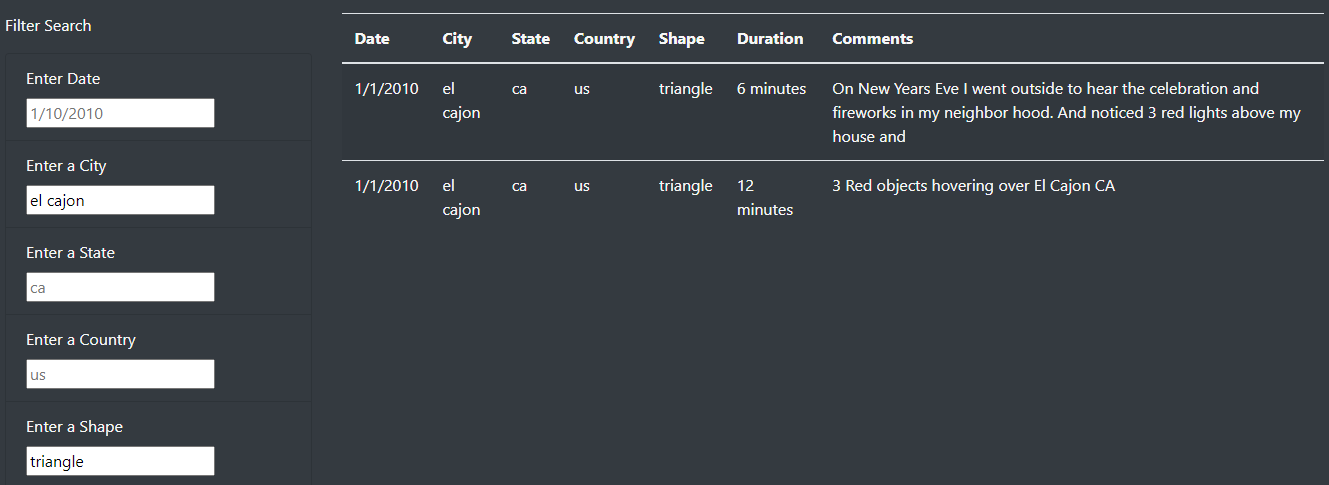 Filter Search
Enter Date
1/10/2010
Enter a City
el cajon
Enter a State
ca
Enter a Country
us
Enter a Shape
triangle
Date City State Country Shape Duration Comments
1/1/2010 el ca us triangle 6 minutes On New Years Eve I went outside to hear the celebration and
cajon fireworks in my neighbor hood. And noticed 3 red lights above my
house and
1/1/2010 el ca us triangle 12 3 Red objects hovering over El Cajon CA
cajon minutes